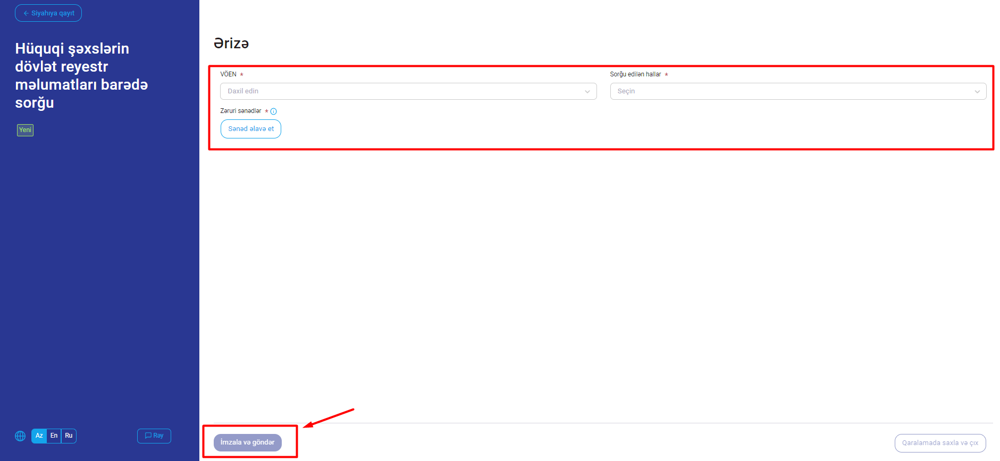 ← Siyahıya qayıt
Hüquqi şəxslərin
dövlət reyestr
məlumatları barədə
sorğu
Yeni
Ərizə
VÖEN *
Daxil edin
Sorğu edilən hallar *
Seçin
Zəruri sənədlər *
Sənəd əlavə et
Az En Ru
Rəy
İmzala və göndər
Qaralamada saxla və çıx